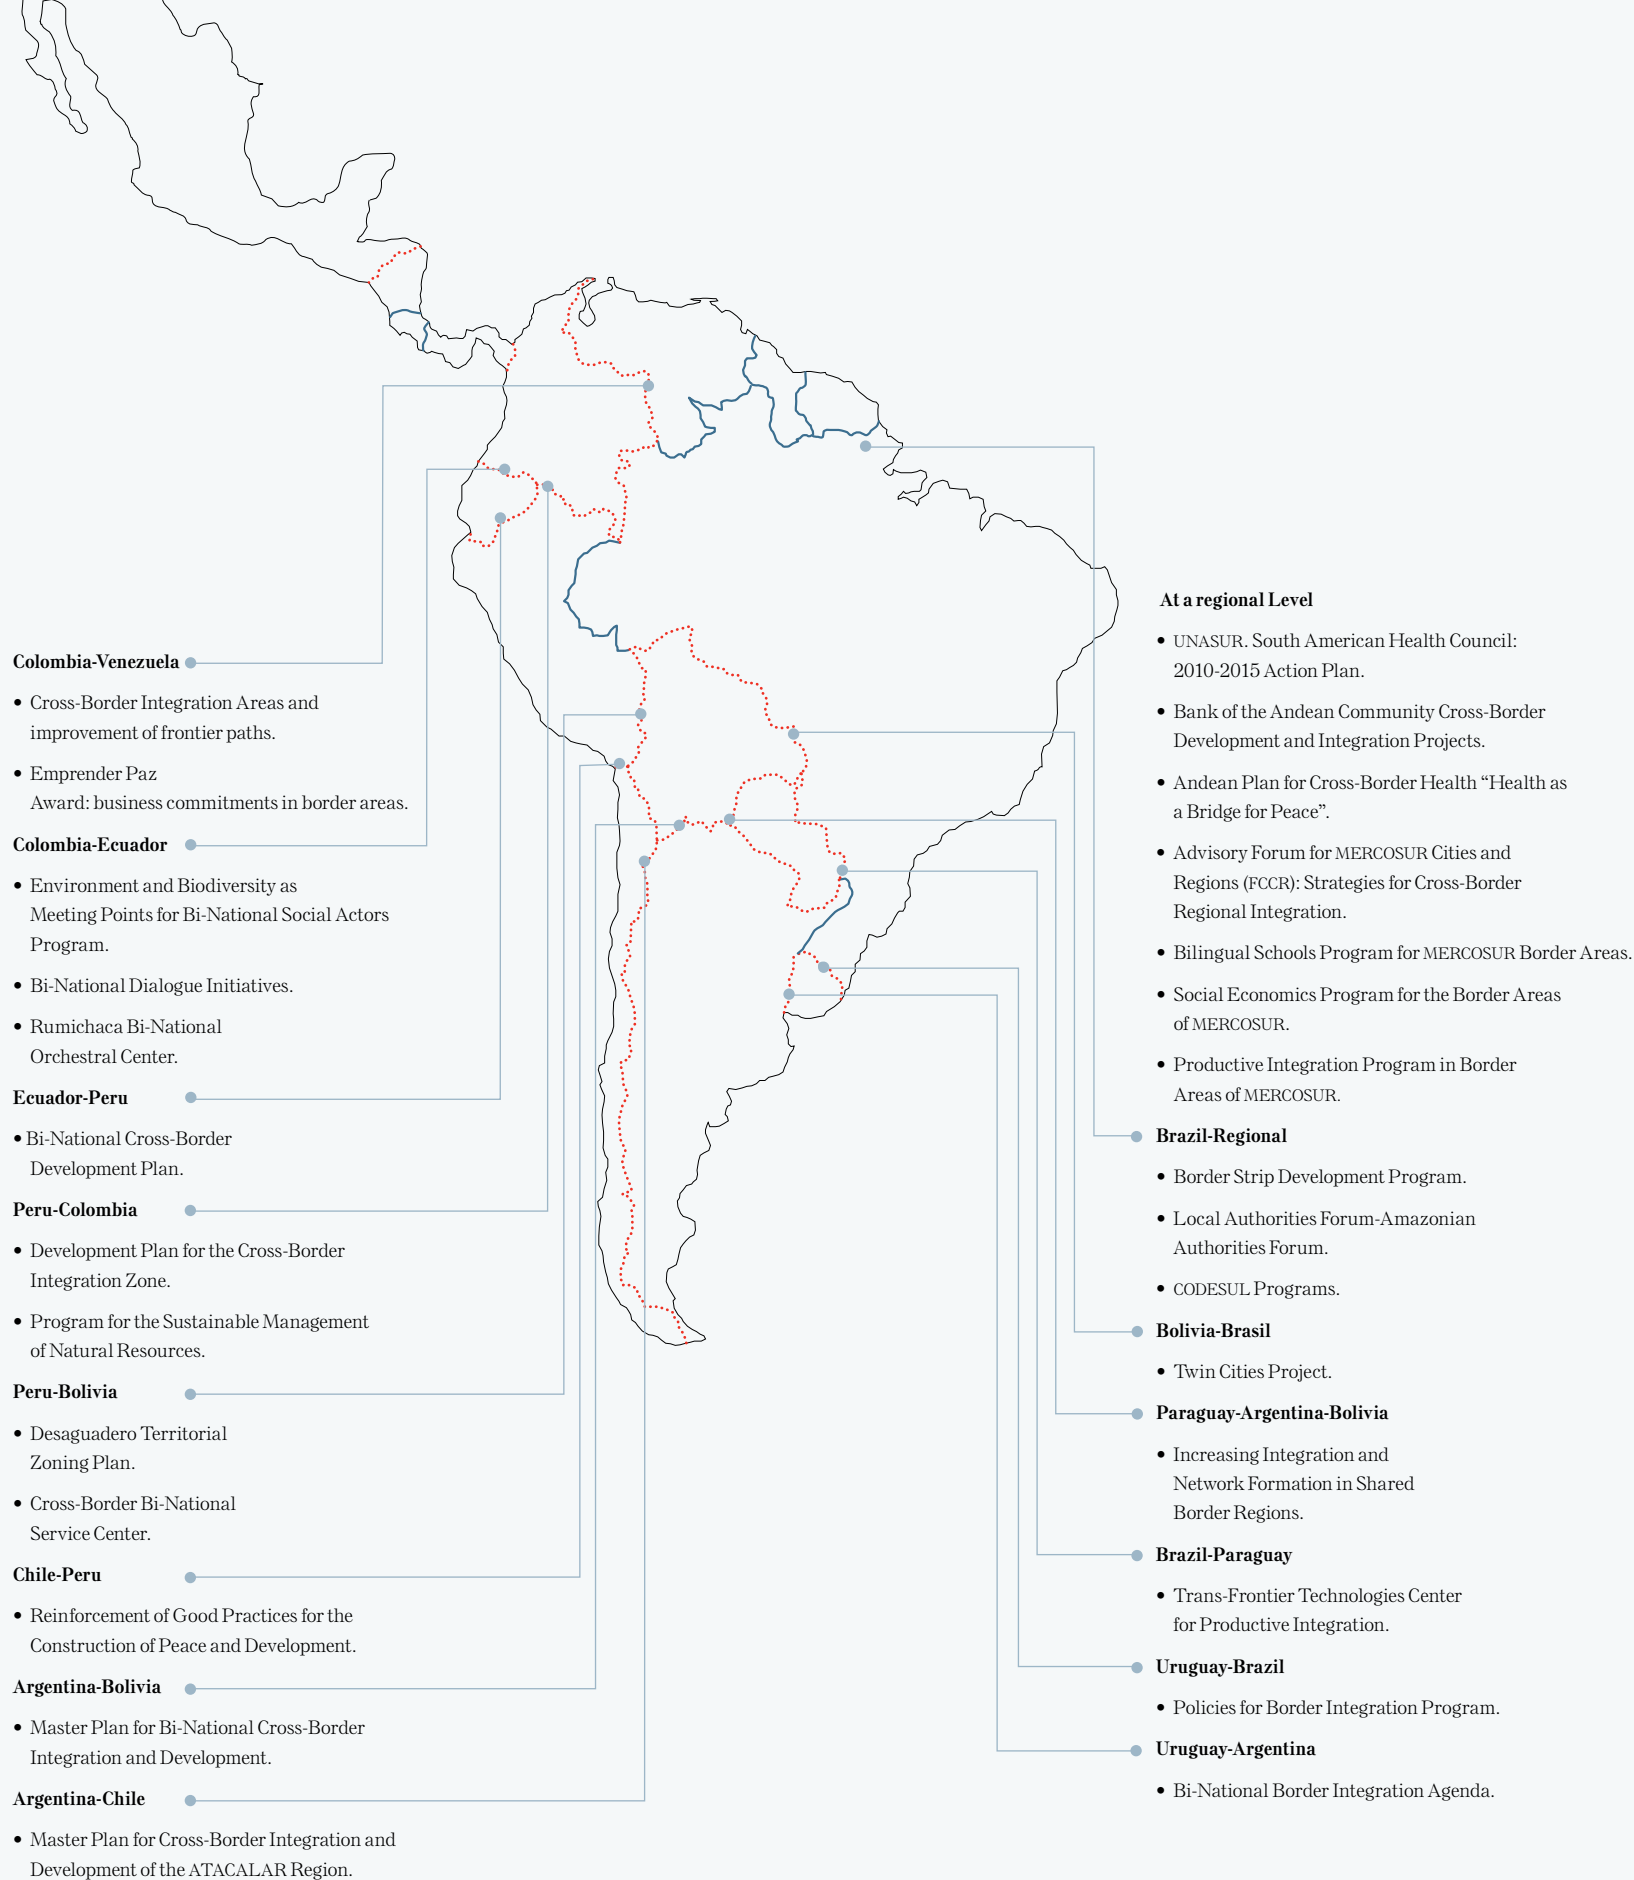 Colombia-Venezuela
• Cross-Border Integration Areas and
improvement of frontier paths.
• Emprender Paz
Award: business commitments in border areas.
Colombia-Ecuador
• Environment and Biodiversity as
Meeting Points for Bi-National Social Actors
Program.
• Bi-National Dialogue Initiatives.
• Rumichaca Bi-National
Orchestral Center.
Ecuador-Peru
• Bi-National Cross-Border
Development Plan.
Peru-Colombia
• Development Plan for the Cross-Border
Integration Zone.
• Program for the Sustainable Management
of Natural Resources.
Peru-Bolivia
• Desaguadero Territorial
Zoning Plan.
• Cross-Border Bi-National
Service Center.
Chile-Peru
• Reinforcement of Good Practices for the
Construction of Peace and Development.
Argentina-Bolivia
• Master Plan for Bi-National Cross-Border
Integration and Development.
Argentina-Chile
• Master Plan for Cross-Border Integration and
Development of the ATACALAR Region.
At a regional Level
• UNASUR. South American Health Council:
2010-2015 Action Plan.
• Bank of the Andean Community Cross-Border
Development and Integration Projects.
• Andean Plan for Cross-Border Health “Health as
a Bridge for Peace”.
• Advisory Forum for MERCOSUR Cities and
Regions (FCCR): Strategies for Cross-Border
Regional Integration.
• Bilingual Schools Program for MERCOSUR Border Areas.
• Social Economics Program for the Border Areas
of MERCOSUR.
• Productive Integration Program in Border
Areas of MERCOSUR.
Brazil-Regional
• Border Strip Development Program.
• Local Authorities Forum-Amazonian
Authorities Forum.
• CODESUL Programs.
Bolivia-Brasil
• Twin Cities Project.
Paraguay-Argentina-Bolivia
• Increasing Integration and
Network Formation in Shared
Border Regions.
Brazil-Paraguay
• Trans-Frontier Technologies Center
for Productive Integration.
Uruguay-Brazil
• Policies for Border Integration Program.
Uruguay-Argentina
• Bi-National Border Integration Agenda.